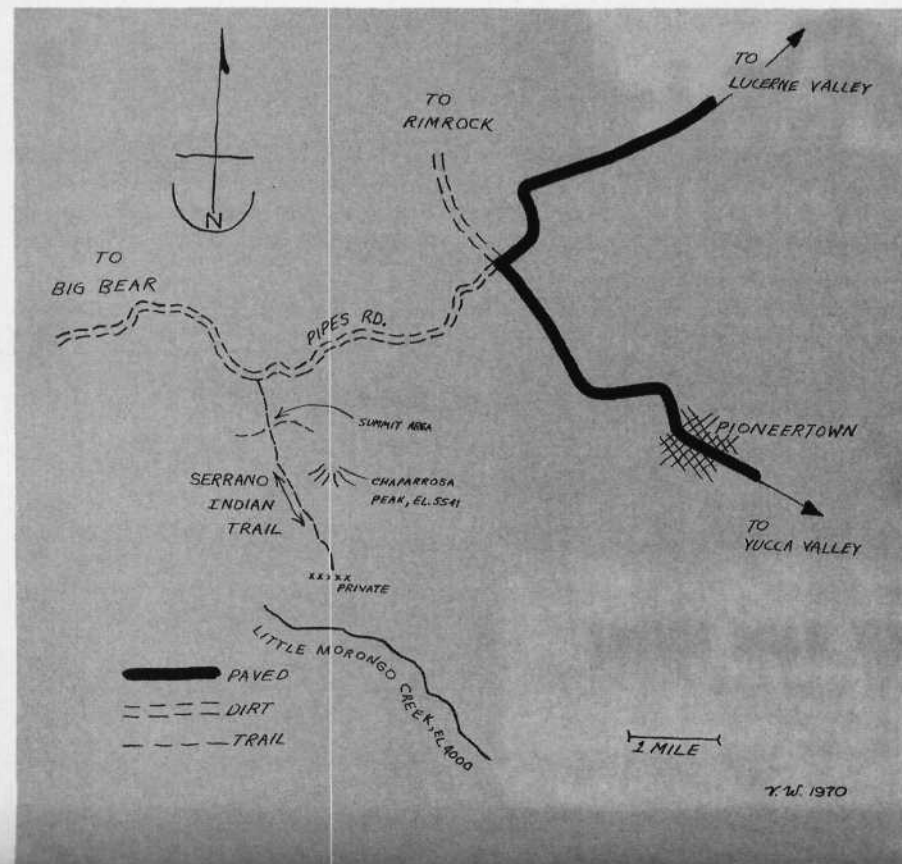 TO
LUCERNE VALLEY
TO
RIMROCK
N
TO
BIG BEAR
PIPES RD.
SUMMIT AREA
PIONEERTOWN
SERRANO
INDIAN
TRAIL
CHAPARROSA
PEAK, EL. 5541
TO
YUCCA VALLEY
XXXXX
PRIVATE
LITTLE MORONGO CREEK, EL 4000
PAVED
DIRT
TRAIL
1 MILE
V.W. 1970